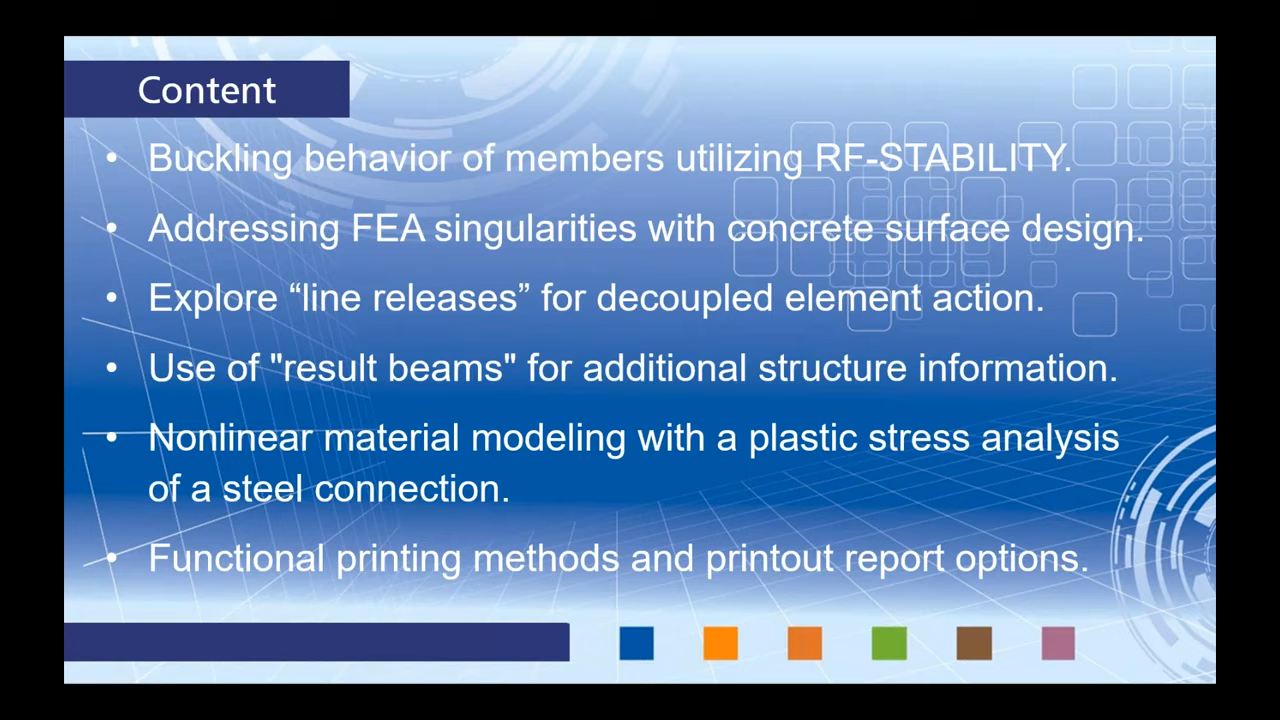 Content
• Buckling behavior of members utilizing RF-STABILITY.
• Addressing FEA singularities with concrete surface design.
• Explore “line releases” for decoupled element action.
• Use of "result beams" for additional structure information.
• Nonlinear material modeling with a plastic stress analysis
of a steel connection.
• Functional printing methods and printout report options.